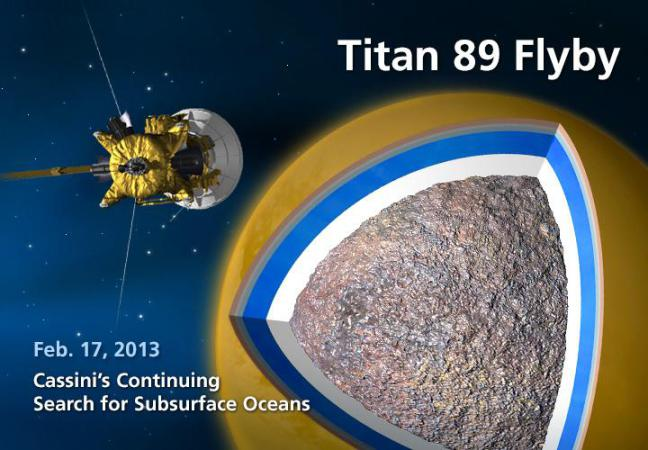 Titan 89 Flyby
Feb. 17, 2013
Cassini's Continuing
Search for Subsurface Oceans